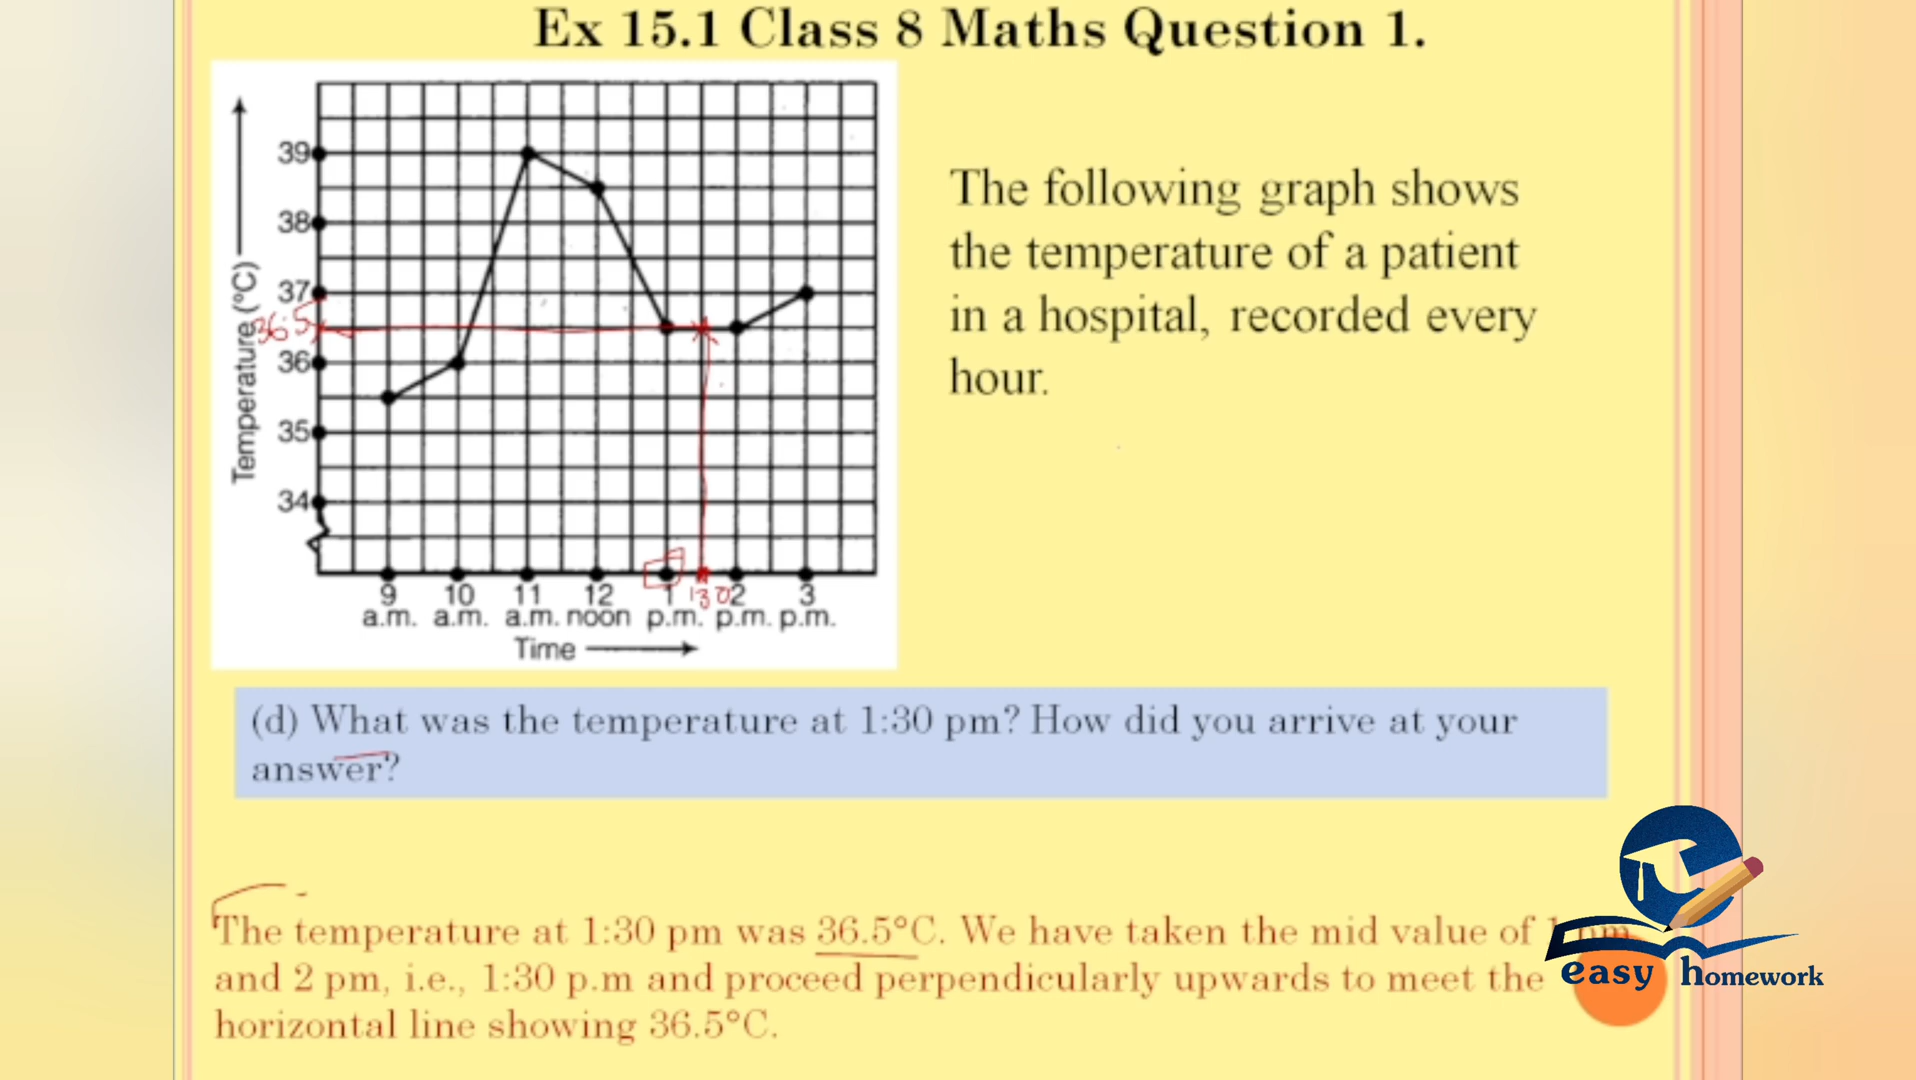 Ex 15.1 Class 8 Maths Question 1.
Temperature (°C)
39
38
37
36.5
36
35
34
9 10 11 12 1 130 2 3
a.m. a.m. a.m. noon p.m. p.m. p.m.
Time
The following graph shows
the temperature of a patient
in a hospital, recorded every
hour.
(d) What was the temperature at 1:30 pm? How did you arrive at your
answer?
The temperature at 1:30 pm was 36.5°C. We have taken the mid value of 1 pm
and 2 pm, i.e., 1:30 p.m and proceed perpendicularly upwards to meet the
horizontal line showing 36.5°C.
easy homework